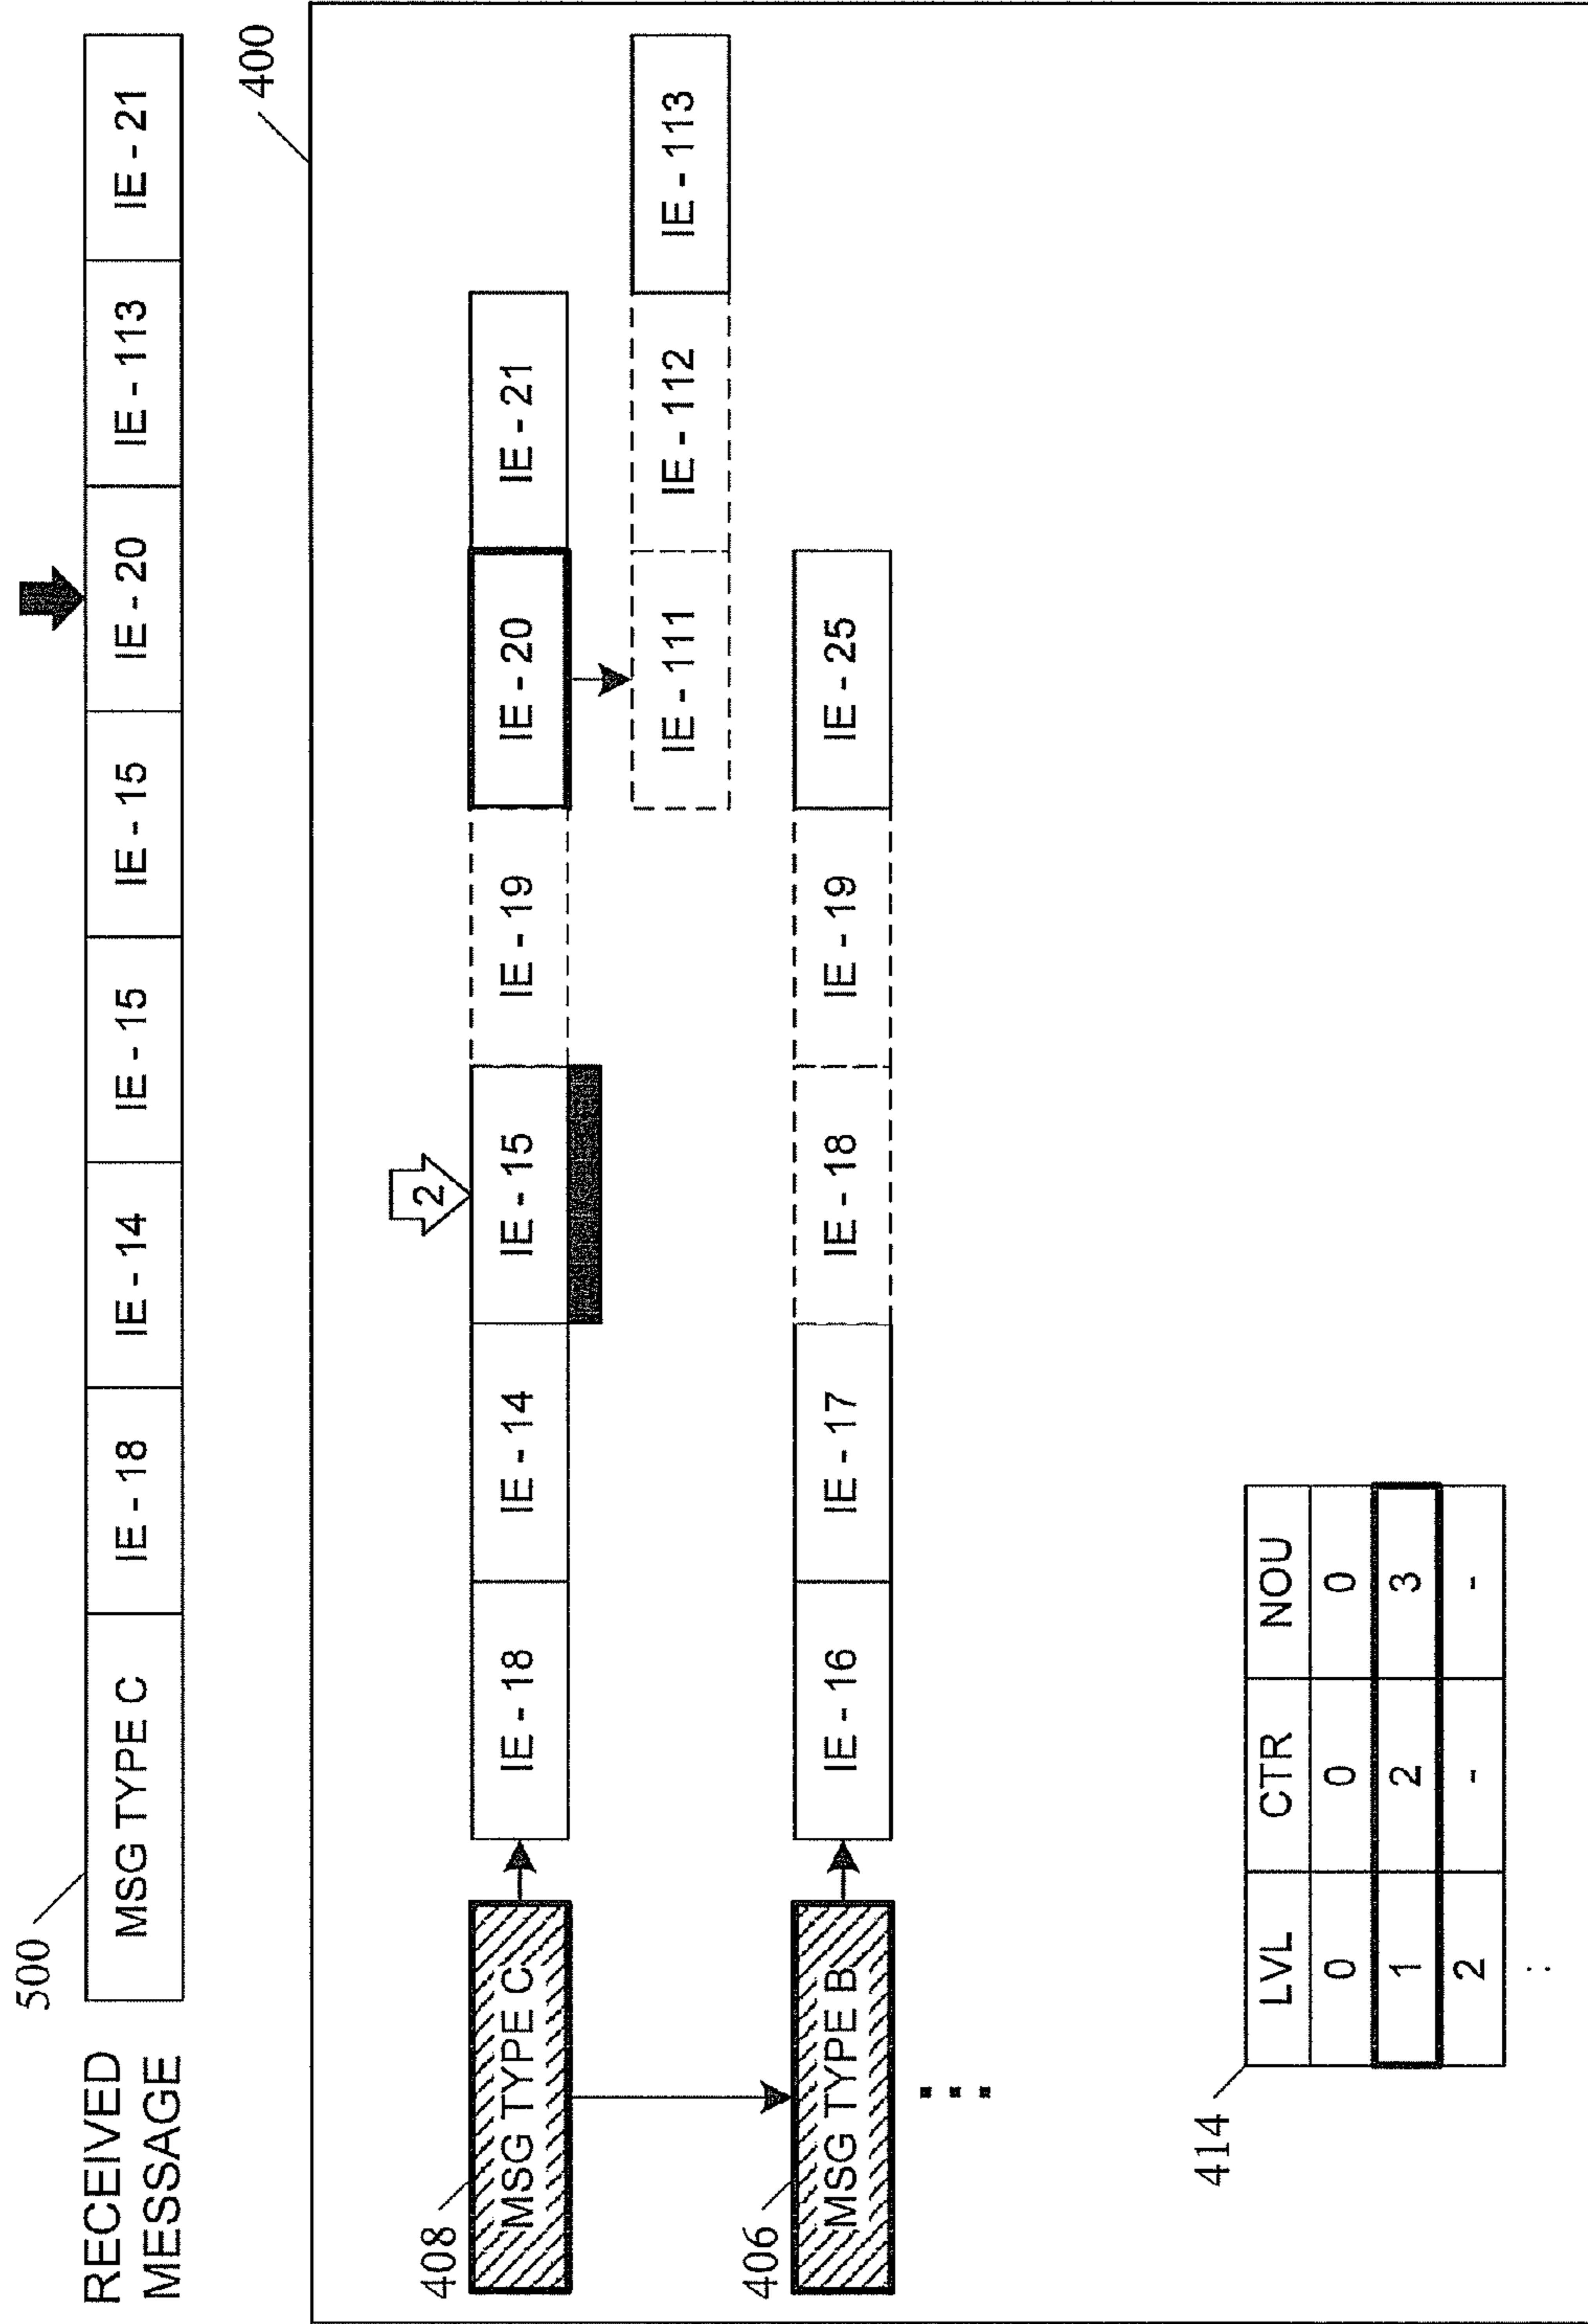 RECEIVED
MESSAGE
500
MSG TYPE C IE - 18 IE - 14 IE - 15 IE - 15 IE - 20 IE - 113 IE - 21
400
2
408
MSG TYPE C IE - 18 IE - 14 IE - 15 IE - 19 IE - 20 IE - 21
IE - 111 IE - 112 IE - 113
406
MSG TYPE B IE - 16 IE - 17 IE - 18 IE - 19 IE - 25
414
LVL CTR NOU
0 0 0
1 2 3
2 - -